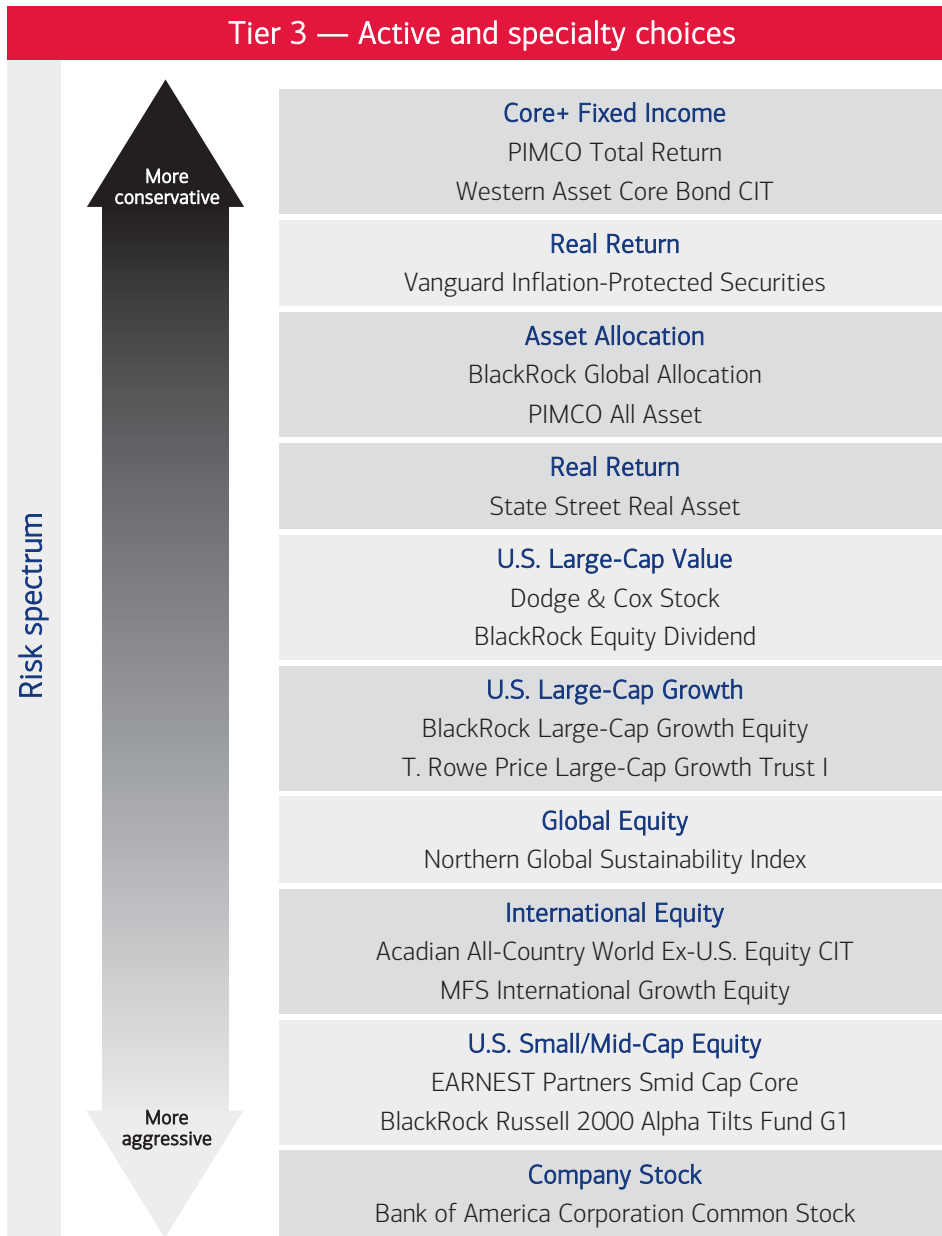 Tier 3 — Active and specialty choices
Risk spectrum
More
conservative
Core+ Fixed Income
PIMCO Total Return
Western Asset Core Bond CIT
Real Return
Vanguard Inflation-Protected Securities
Asset Allocation
BlackRock Global Allocation
PIMCO All Asset
Real Return
State Street Real Asset
U.S. Large-Cap Value
Dodge & Cox Stock
BlackRock Equity Dividend
U.S. Large-Cap Growth
BlackRock Large-Cap Growth Equity
T. Rowe Price Large-Cap Growth Trust I
Global Equity
Northern Global Sustainability Index
International Equity
Acadian All-Country World Ex-U.S. Equity CIT
MFS International Growth Equity
U.S. Small/Mid-Cap Equity
EARNEST Partners Smid Cap Core
BlackRock Russell 2000 Alpha Tilts Fund G1
More
aggressive
Company Stock
Bank of America Corporation Common Stock